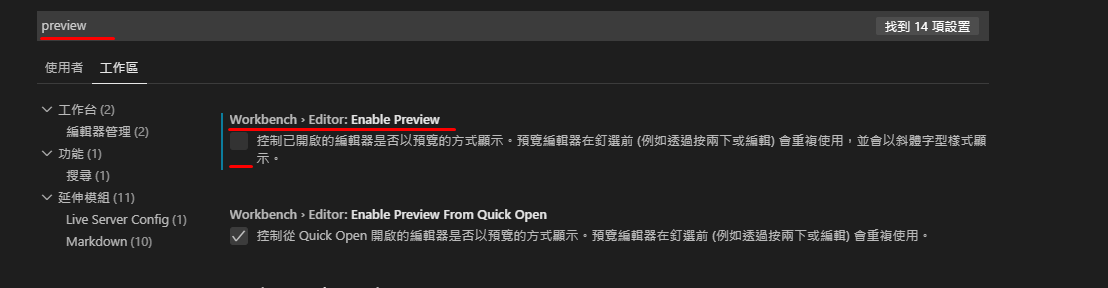 preview
找到 14 項設置
使用者 工作區
工作台 (2)
編輯器管理 (2)
功能 (1)
搜尋 (1)
延伸模組 (11)
Live Server Config (1)
Markdown (10)
Workbench › Editor: Enable Preview
控制已開啟的編輯器是否以預覽的方式顯示。預覽編輯器在釘選前 (例如透過按兩下或編輯) 會重複使用，並會以斜體字型樣式顯
示。
Workbench › Editor: Enable Preview From Quick Open
控制從 Quick Open 開啟的編輯器是否以預覽的方式顯示。預覽編輯器在釘選前 (例如透過按兩下或編輯) 會重複使用。